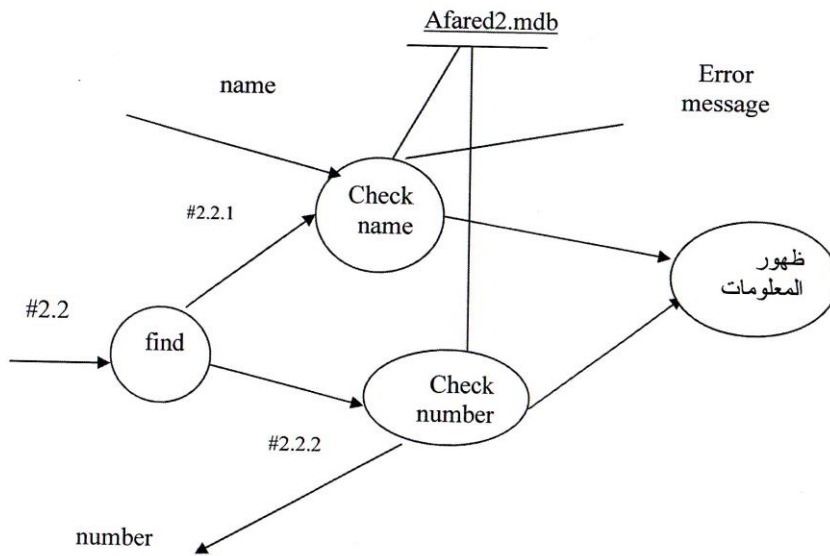 Afared2.mdb
name
Error
message
Check
name
#2.2.1
ظهور
المعلومات
#2.2
find
Check
number
#2.2.2
number